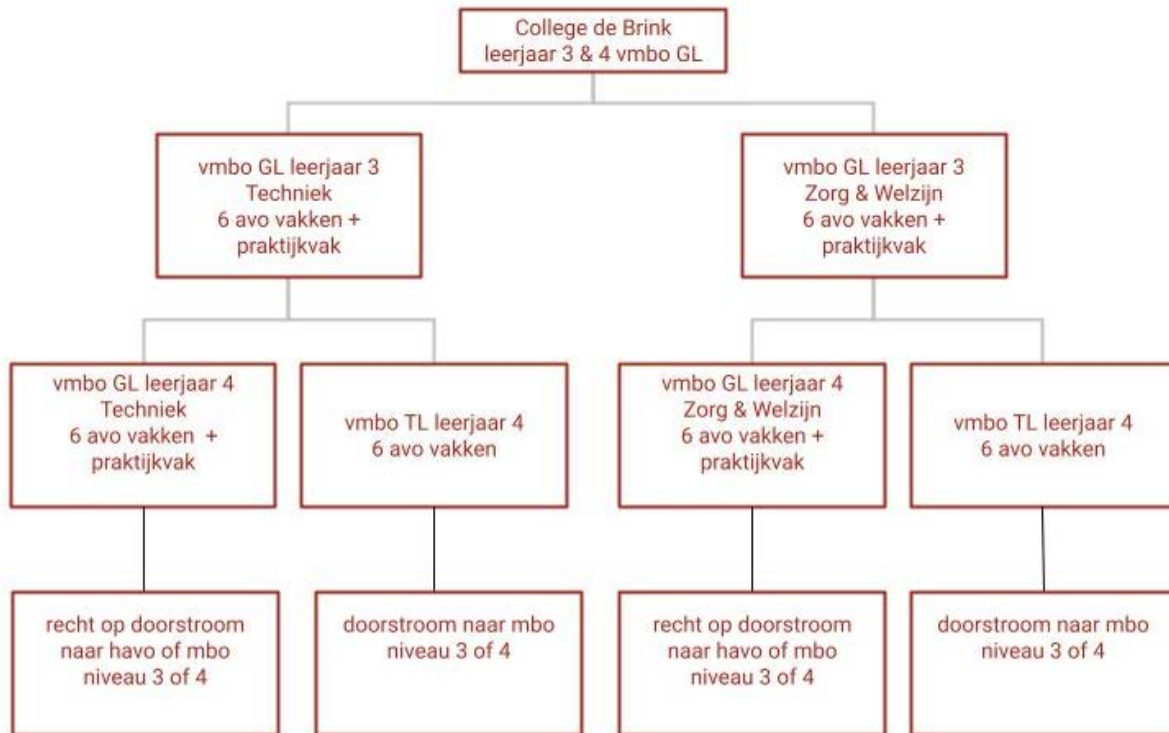 College de Brink
leerjaar 3 & 4 vmbo GL
vmbo GL leerjaar 3
Techniek
6 avo vakken +
praktijkvak
vmbo GL leerjaar 3
Zorg & Welzijn
6 avo vakken +
praktijkvak
vmbo GL leerjaar 4
Techniek
6 avo vakken +
praktijkvak
vmbo TL leerjaar 4
6 avo vakken
vmbo GL leerjaar 4
Zorg & Welzijn
6 avo vakken +
praktijkvak
vmbo TL leerjaar 4
6 avo vakken
recht op doorstroom
naar havo of mbo
niveau 3 of 4
doorstroom naar mbo
niveau 3 of 4
recht op doorstroom
naar havo of mbo
niveau 3 of 4
doorstroom naar mbo
niveau 3 of 4